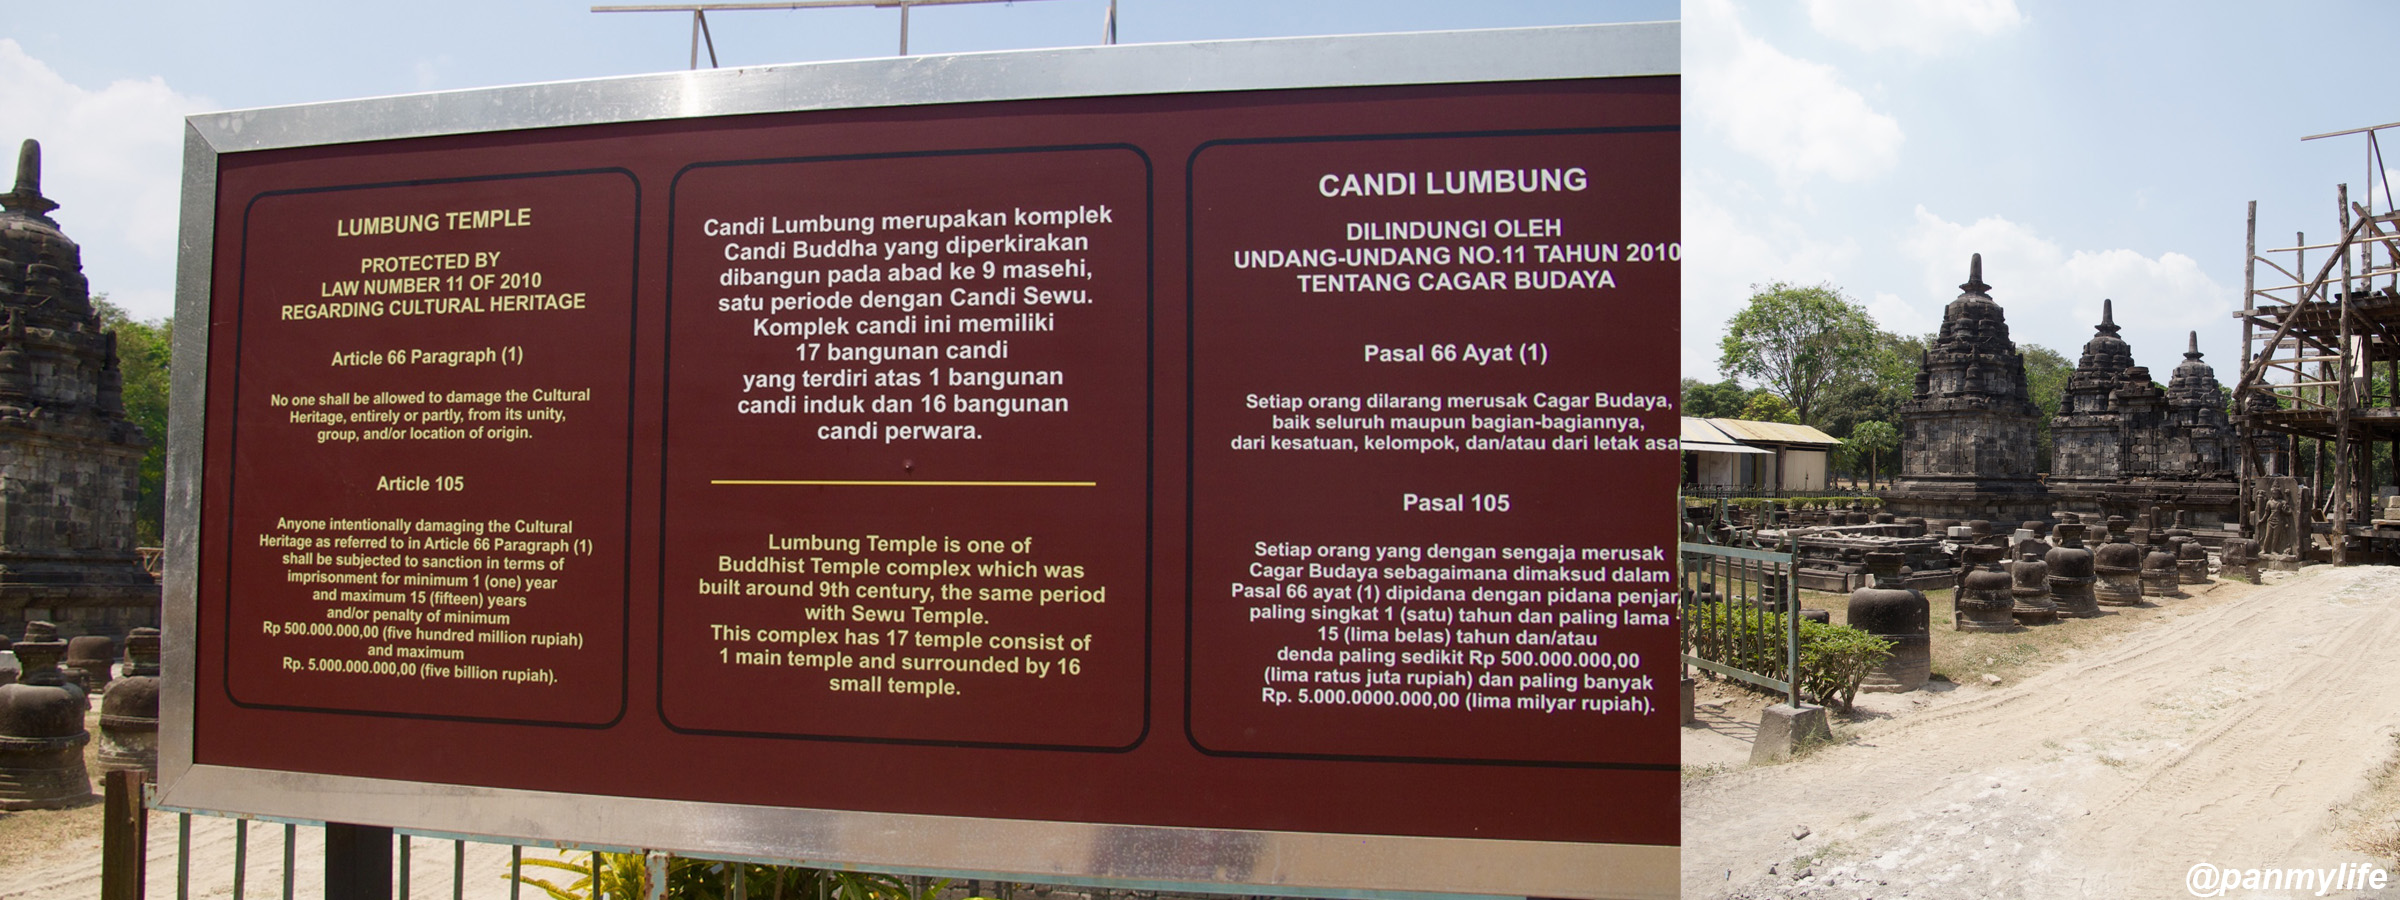 LUMBUNG TEMPLE
PROTECTED BY
LAW NUMBER 11 OF 2010
REGARDING CULTURAL HERITAGE
Article 66 Paragraph (1)
No one shall be allowed to damage the Cultural
Heritage, entirely or partly, from its unity,
group, and/or location of origin.
Article 105
Anyone intentionally damaging the Cultural
Heritage as referred to in Article 66 Paragraph (1)
shall be subjected to sanction in terms of
imprisonment for minimum 1 (one) year
and maximum 15 (fifteen) years
and/or penalty of minimum
Rp 500.000.000,00 (five hundred million rupiah)
and maximum
Rp. 5.000.000.000,00 (five billion rupiah).
Candi Lumbung merupakan komplek
Candi Buddha yang diperkirakan
dibangun pada abad ke 9 masehi,
satu periode dengan Candi Sewu.
Komplek candi ini memiliki
17 bangunan candi
yang terdiri atas 1 bangunan
candi induk dan 16 bangunan
candi perwara.
Lumbung Temple is one of
Buddhist Temple complex which was
built around 9th century, the same period
with Sewu Temple.
This complex has 17 temple consist of
1 main temple and surrounded by 16
small temple.
CANDI LUMBUNG
DILINDUNGI OLEH
UNDANG-UNDANG NO.11 TAHUN 2010
TENTANG CAGAR BUDAYA
Pasal 66 Ayat (1)
Setiap orang dilarang merusak Cagar Budaya,
baik seluruh maupun bagian-bagiannya,
dari kesatuan, kelompok, dan/atau dari letak asa
Pasal 105
Setiap orang yang dengan sengaja merusak
Cagar Budaya sebagaimana dimaksud dalam
Pasal 66 ayat (1) dipidana dengan pidana penjar
paling singkat 1 (satu) tahun dan paling lama
15 (lima belas) tahun dan/atau
denda paling sedikit Rp 500.000.000,00
(lima ratus juta rupiah) dan paling banyak
Rp. 5.000.0000.000,00 (lima milyar rupiah).
@panmylife